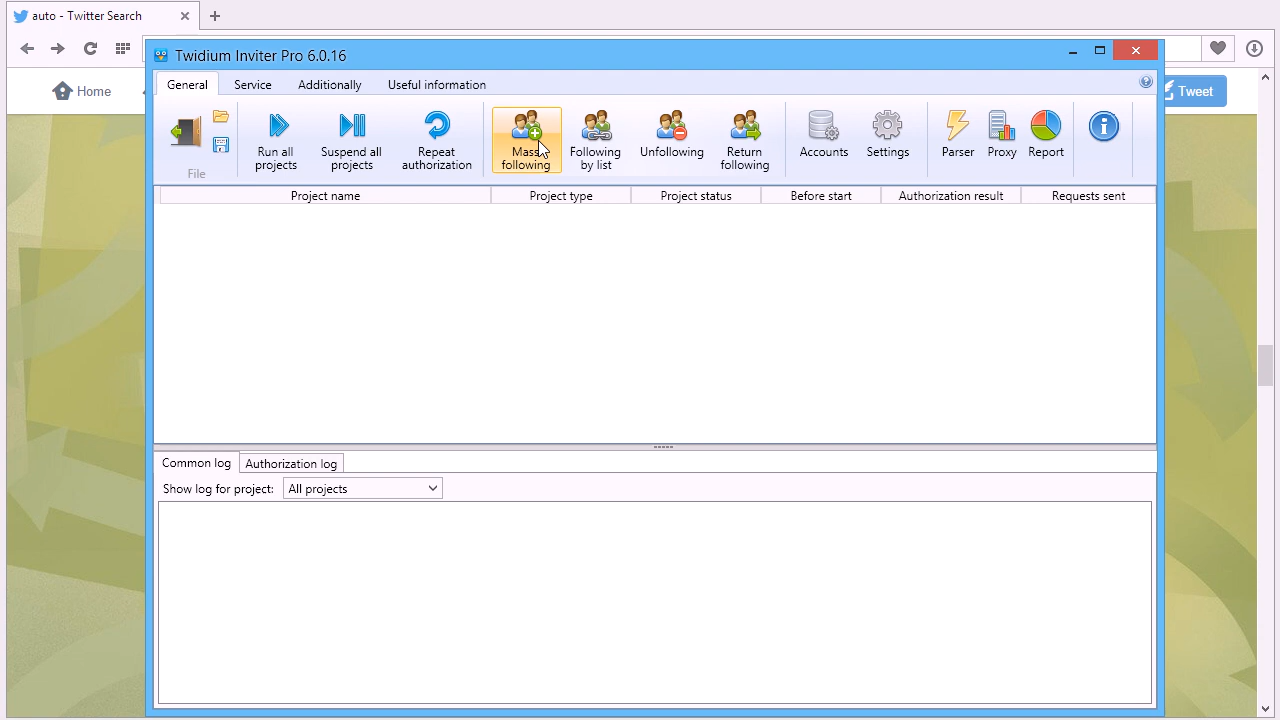 auto - Twitter Search
Home
Tweet
Twidium Inviter Pro 6.0.16
General
Service
Additionally
Useful information
File
Run all
projects
Suspend all
projects
Repeat
authorization
Mass
following
Following
by list
Unfollowing
Return
following
Accounts
Settings
Parser
Proxy
Report
Project name
Project type
Project status
Before start
Authorization result
Requests sent
Common log
Authorization log
Show log for project:
All projects